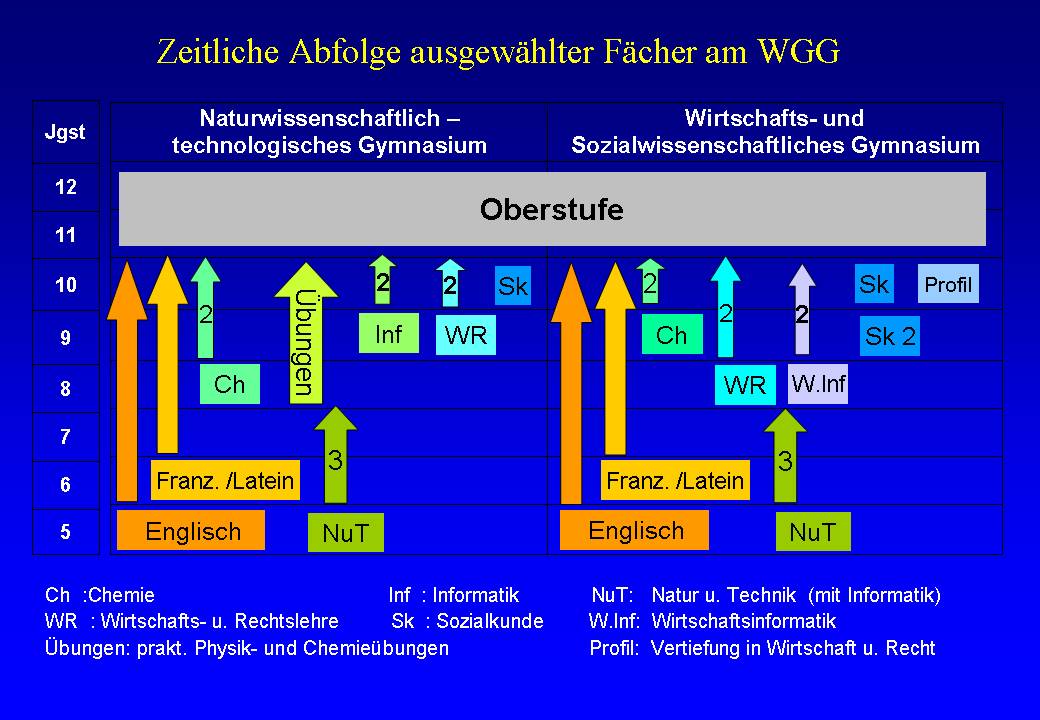 Zeitliche Abfolge ausgewählter Fächer am WGG
Jgst
Naturwissenschaftlich –
technologisches Gymnasium
Wirtschafts- und
Sozialwissenschaftliches Gymnasium
12
Oberstufe
11
10
2
Übungen
2
2
Sk
2
2
2
Sk
Profil
9
Inf
WR
Ch
Sk 2
8
Ch
WR
W.Inf
7
3
3
6
Franz. /Latein
Franz. /Latein
5
Englisch
NuT
Englisch
NuT
Ch :Chemie
Inf : Informatik
NuT: Natur u. Technik (mit Informatik)
WR : Wirtschafts- u. Rechtslehre
Sk : Sozialkunde
W.Inf: Wirtschaftsinformatik
Übungen: prakt. Physik- und Chemieübungen
Profil: Vertiefung in Wirtschaft u. Recht